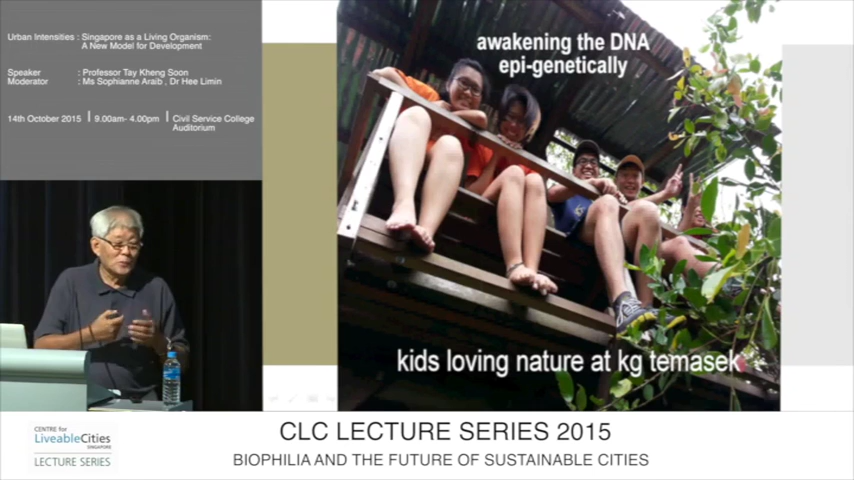 Urban Intensities : Singapore as a Living Organism:
A New Model for Development
Speaker : Professor Tay Kheng Soon
Moderator : Ms Sophianne Araib , Dr Hee Limin
14th October 2015 | 9.00am- 4.00pm | Civil Service College
Auditorium
awakening the DNA
epi-genetically
kids loving nature at kg temasek
CENTRE for
LiveableCities
SINGAPORE
LECTURE SERIES
CLC LECTURE SERIES 2015
BIOPHILIA AND THE FUTURE OF SUSTAINABLE CITIES